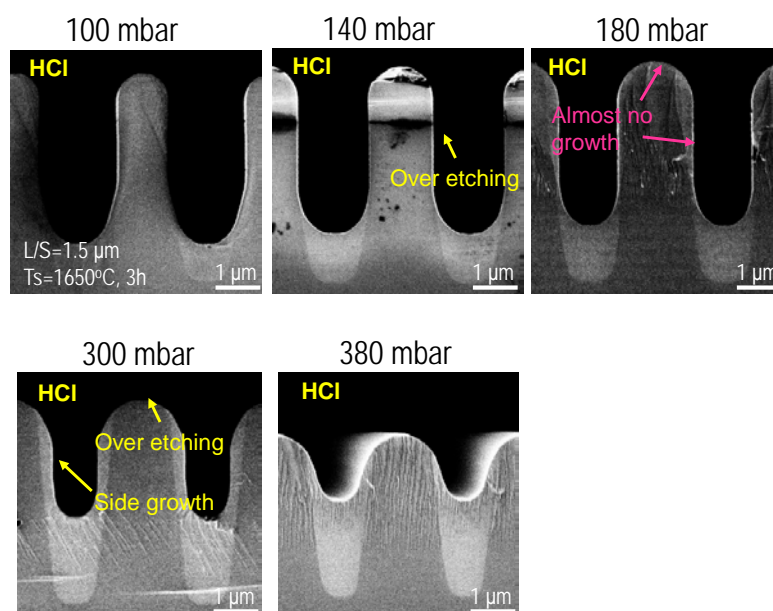 100 mbar
140 mbar
180 mbar
HCl
HCl
HCl
Almost no
growth
Over etching
L/S=1.5 µm
Ts=1650ºC, 3h
1 µm
1 µm
1 µm
300 mbar
380 mbar
HCl
HCl
Over etching
Side growth
1 µm
1 µm